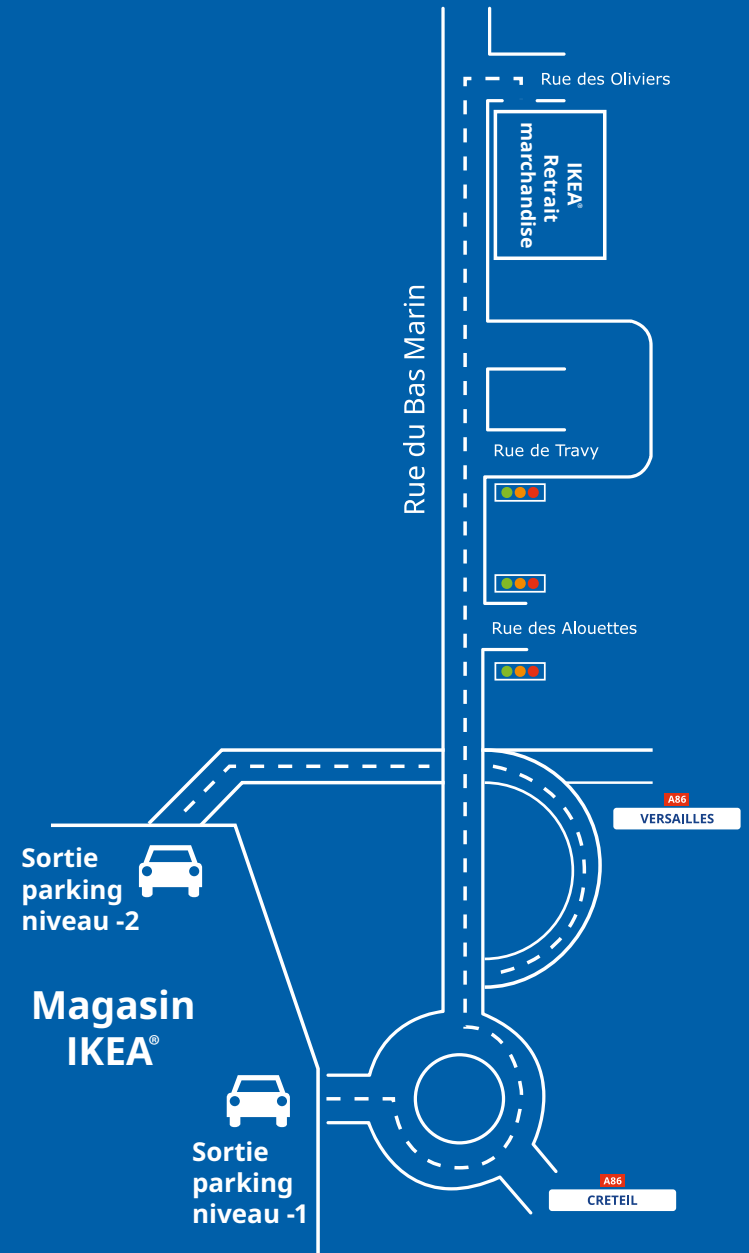 Rue des Oliviers
IKEA®
Retrait
marchandise
Rue du Bas Marin
Rue de Travy
Rue des Alouettes
A86
VERSAILLES
Sortie
parking
niveau -2
Magasin
IKEA®
Sortie
parking
niveau -1
A86
CRETEIL